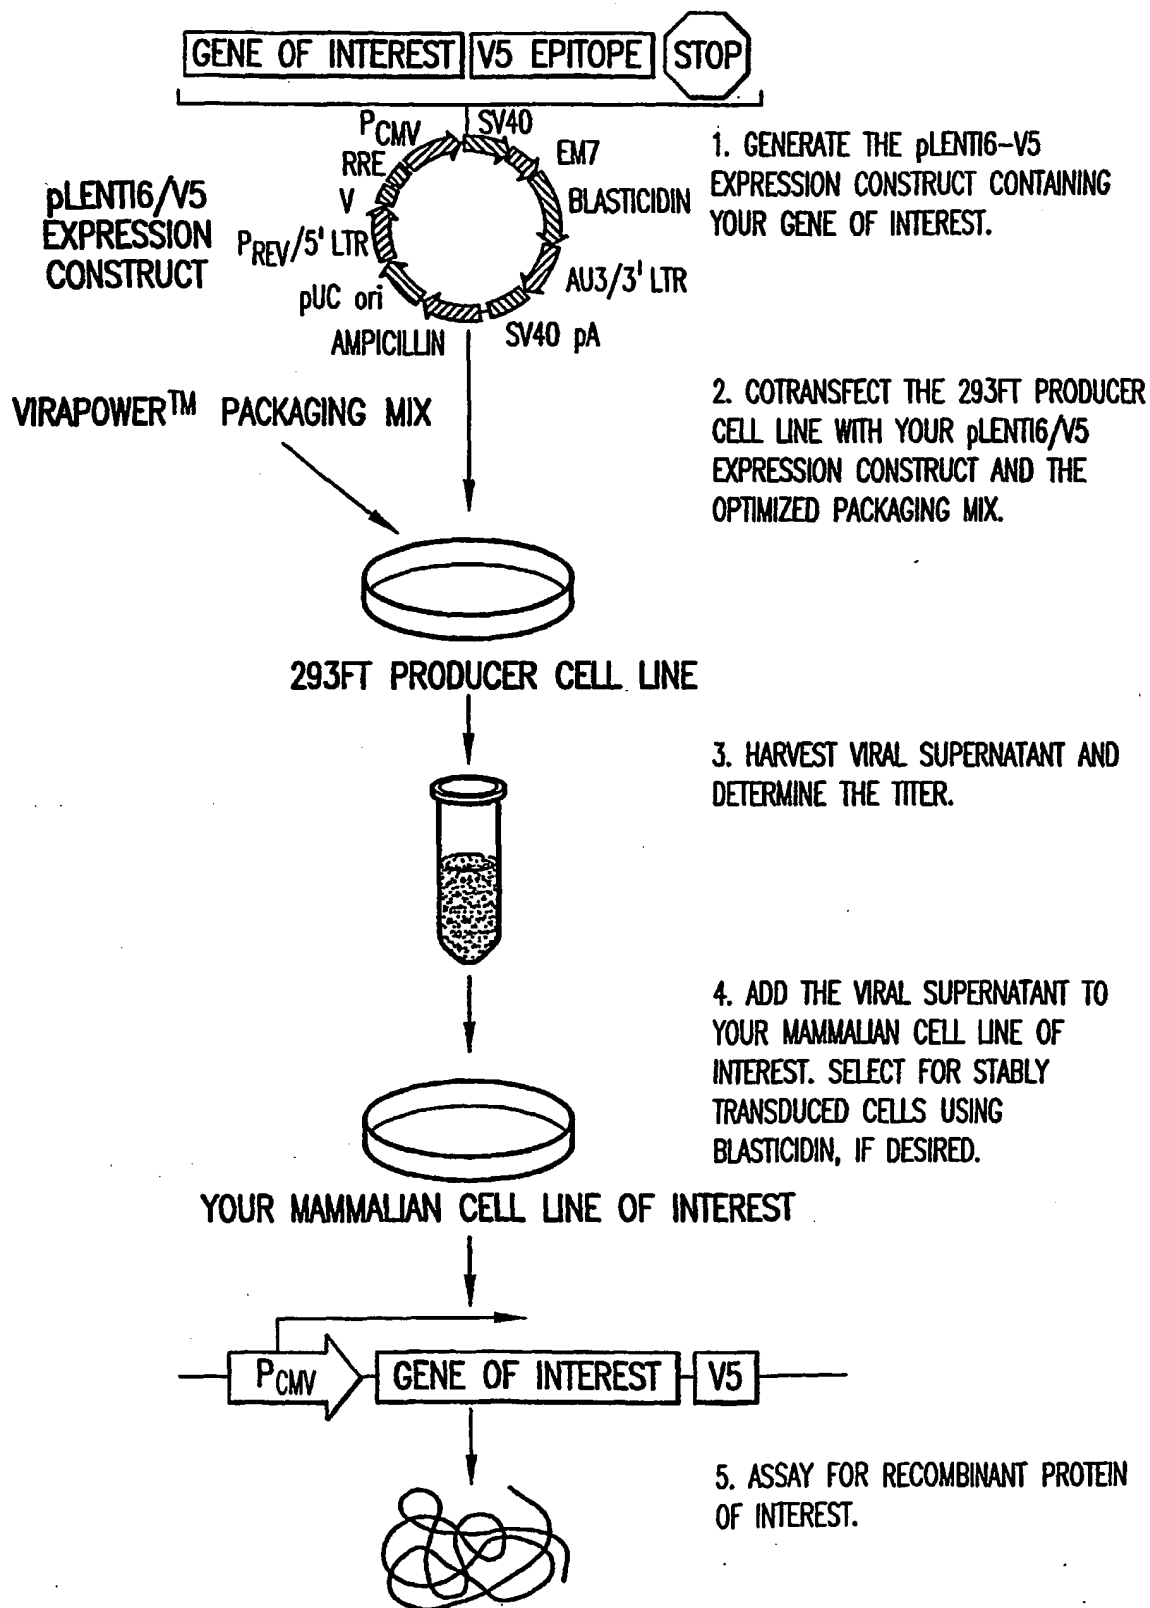 GENE OF INTEREST V5 EPITOPE STOP
PCMV
SV40
RRE
EM7
V
BLASTICIDIN
PREV/5' LTR
AU3/3' LTR
pUC ori
AMPICILLIN
SV40 pA
pLENTI6/V5
EXPRESSION
CONSTRUCT
1. GENERATE THE pLENTI6-V5
EXPRESSION CONSTRUCT CONTAINING
YOUR GENE OF INTEREST.
VIRAPOWER™ PACKAGING MIX
2. COTRANSFECT THE 293FT PRODUCER
CELL LINE WITH YOUR pLENTI6/V5
EXPRESSION CONSTRUCT AND THE
OPTIMIZED PACKAGING MIX.
293FT PRODUCER CELL LINE
3. HARVEST VIRAL SUPERNATANT AND
DETERMINE THE TITER.
4. ADD THE VIRAL SUPERNATANT TO
YOUR MAMMALIAN CELL LINE OF
INTEREST. SELECT FOR STABLY
TRANSDUCED CELLS USING
BLASTICIDIN, IF DESIRED.
YOUR MAMMALIAN CELL LINE OF INTEREST
PCMV GENE OF INTEREST V5
5. ASSAY FOR RECOMBINANT PROTEIN
OF INTEREST.